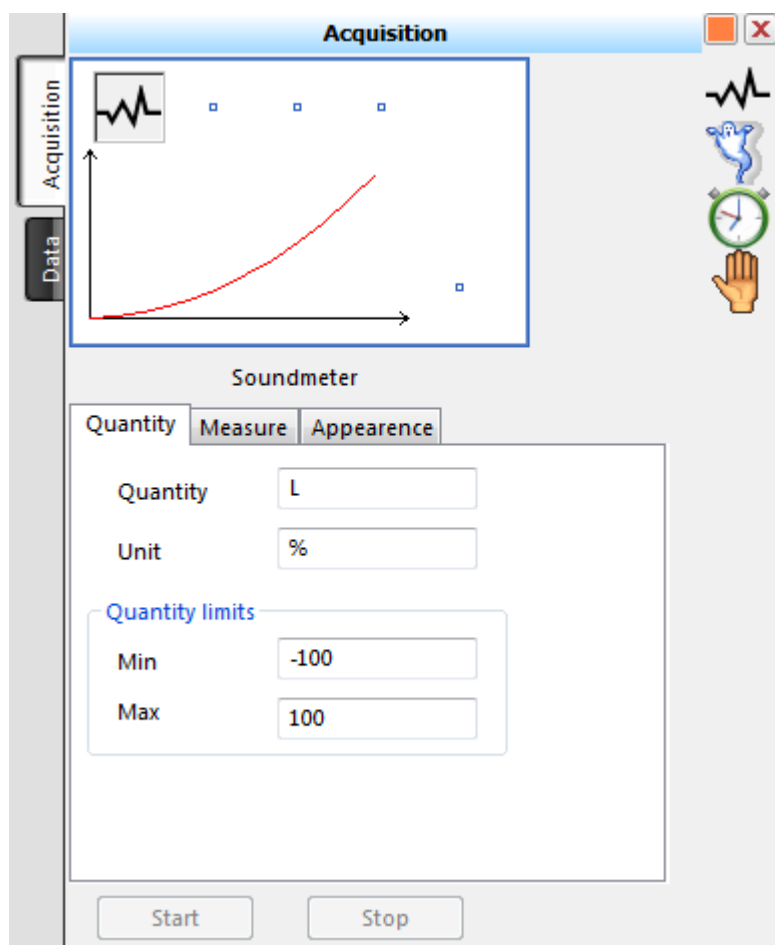 Acquisition
Acquisition
Data
Soundmeter
Quantity Measure Appearence
Quantity L
Unit %
Quantity limits
Min -100
Max 100
Start Stop